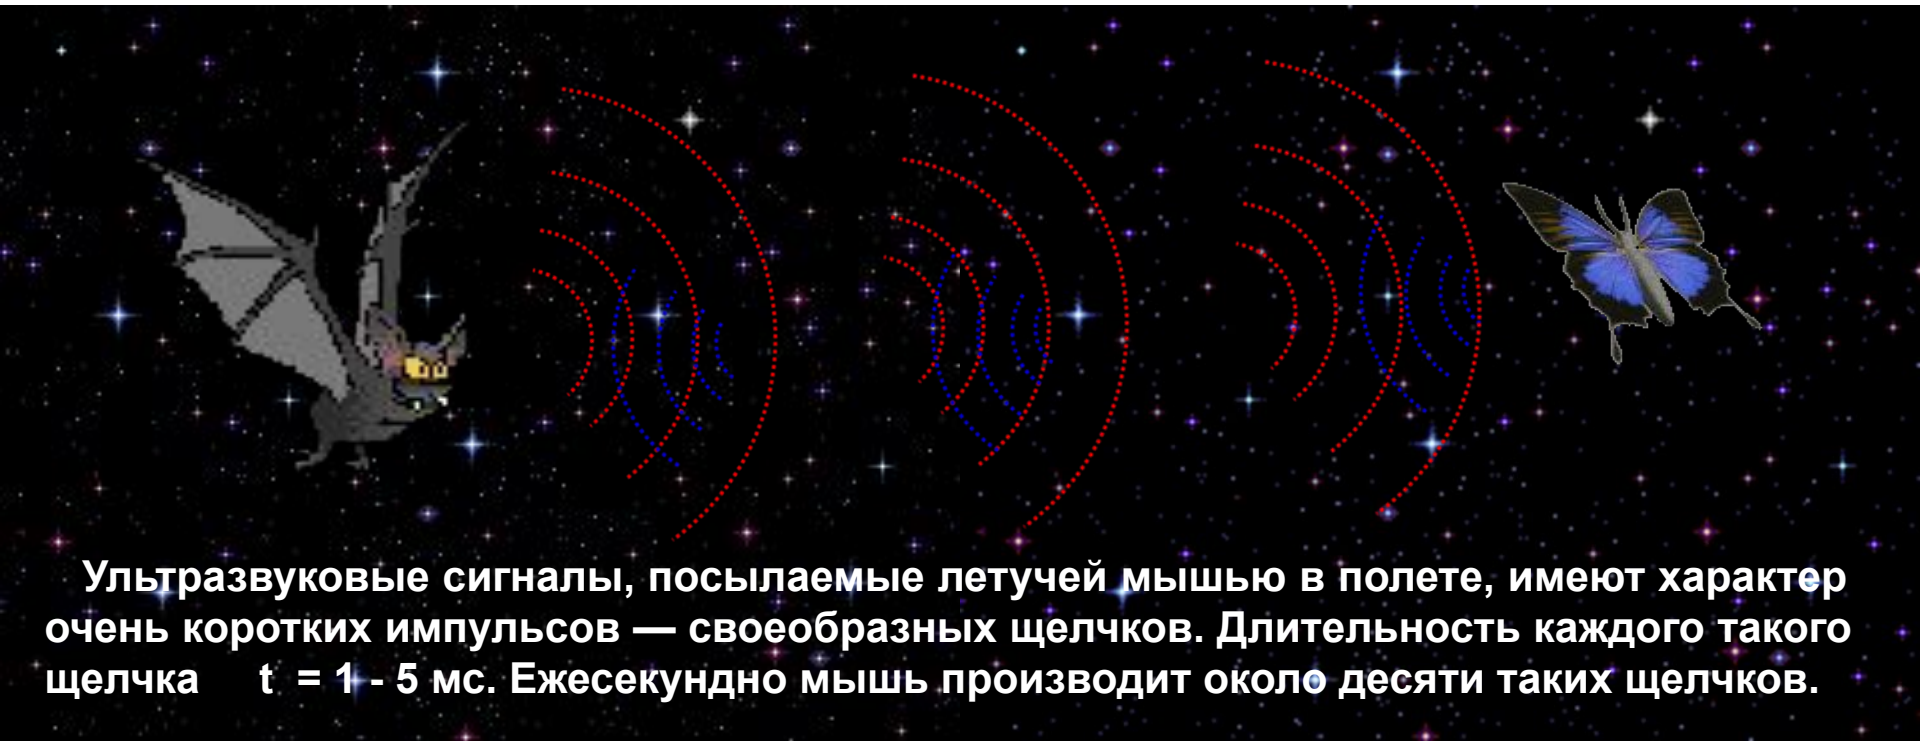 Ультразвуковые сигналы, посылаемые летучей мышью в полете, имеют характер
очень коротких импульсов — своеобразных щелчков. Длительность каждого такого
щелчка t = 1 - 5 мс. Ежесекундно мышь производит около десяти таких щелчков.